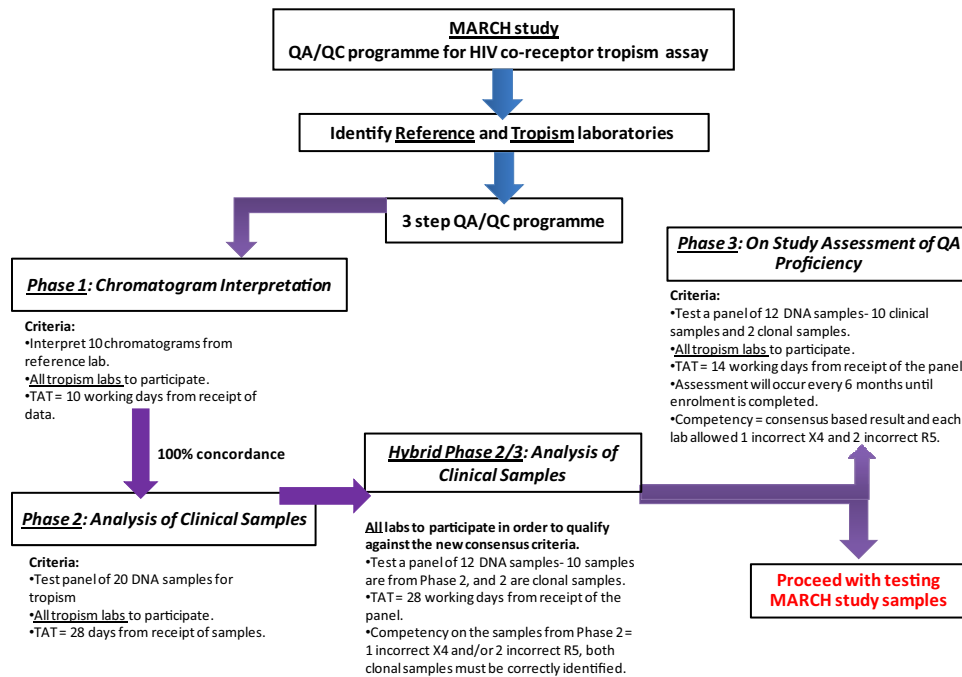 MARCH study
QA/QC programme for HIV co-receptor tropism assay
Identify Reference and Tropism laboratories
3 step QA/QC programme
Phase 1: Chromatogram Interpretation
Criteria:
•Interpret 10 chromatograms from
reference lab.
•All tropism labs to participate.
•TAT = 10 working days from receipt of
data.
100% concordance
Phase 2: Analysis of Clinical Samples
Criteria:
•Test panel of 20 DNA samples for
tropism
•All tropism labs to participate.
•TAT = 28 days from receipt of samples.
Hybrid Phase 2/3: Analysis of
Clinical Samples
All labs to participate in order to qualify
against the new consensus criteria.
•Test a panel of 12 DNA samples- 10 samples
are from Phase 2, and 2 are clonal samples.
•TAT = 28 working days from receipt of the
panel.
•Competency on the samples from Phase 2 =
1 incorrect X4 and/or 2 incorrect R5, both
clonal samples must be correctly identified.
Phase 3: On Study Assessment of QA
Proficiency
Criteria:
•Test a panel of 12 DNA samples- 10 clinical
samples and 2 clonal samples.
•All tropism labs to participate.
•TAT = 14 working days from receipt of the panel
•Assessment will occur every 6 months until
enrolment is completed.
•Competency = consensus based result and each
lab allowed 1 incorrect X4 and 2 incorrect R5.
Proceed with testing
MARCH study samples